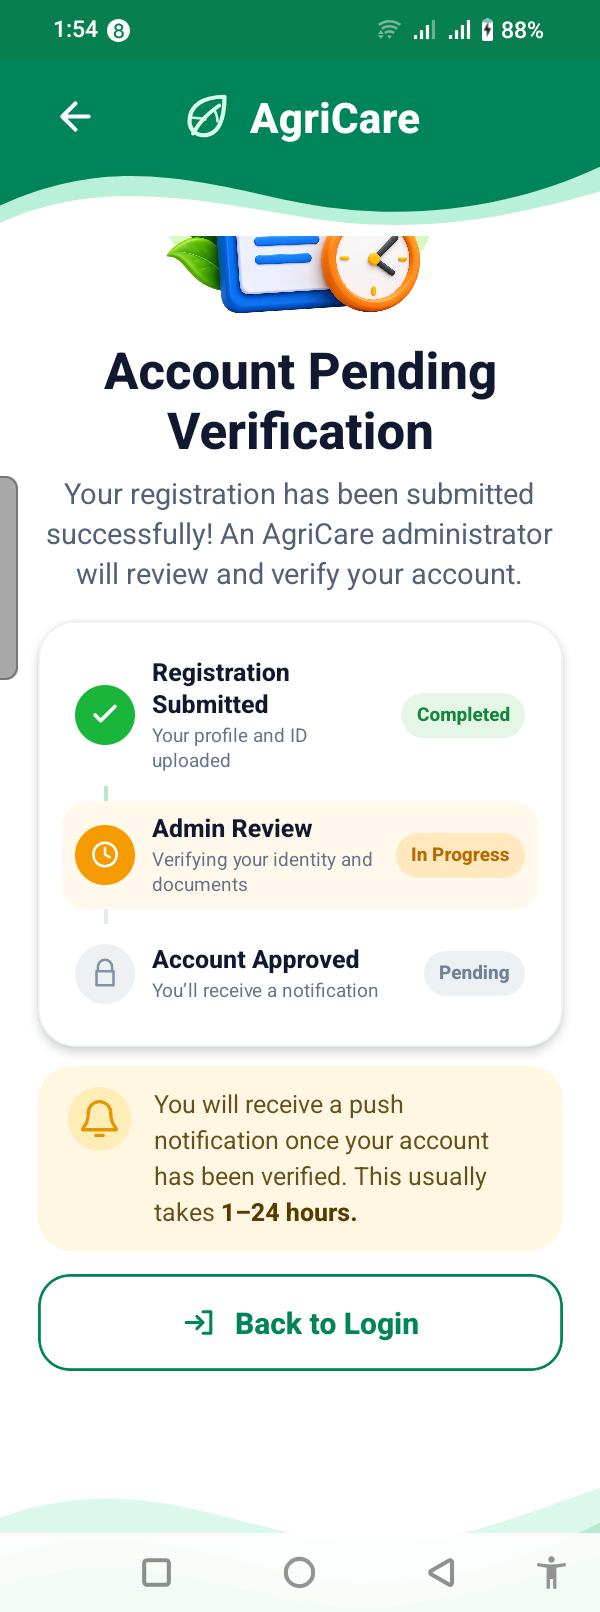 1:54 8 88%
AgriCare
Account Pending
Verification
Your registration has been submitted
successfully! An AgriCare administrator
will review and verify your account.
Registration
Submitted
Your profile and ID
uploaded
Completed
Admin Review
Verifying your identity and
documents
In Progress
Account Approved
You’ll receive a notification
Pending
You will receive a push
notification once your account
has been verified. This usually
takes 1–24 hours.
Back to Login